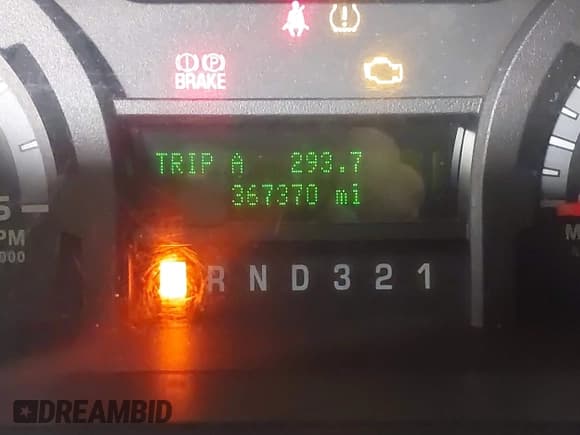 BRAKE
TRIP A 293.7
367370 mi
R N D 3 2 1
DREAMBID